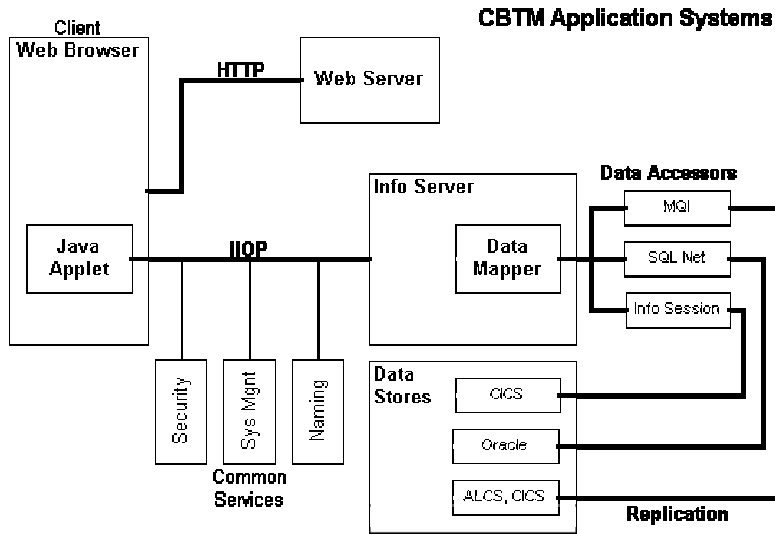 CBTM Application Systems
Client
Web Browser
HTTP
Web Server
Data Accessors
Info Server
MQI
Java
Applet
IIOP
Data
Mapper
SQL Net
Info Session
Security
Sys Mgnt
Naming
Common
Services
Data
Stores
CICS
Oracle
ALCS, CICS
Replication